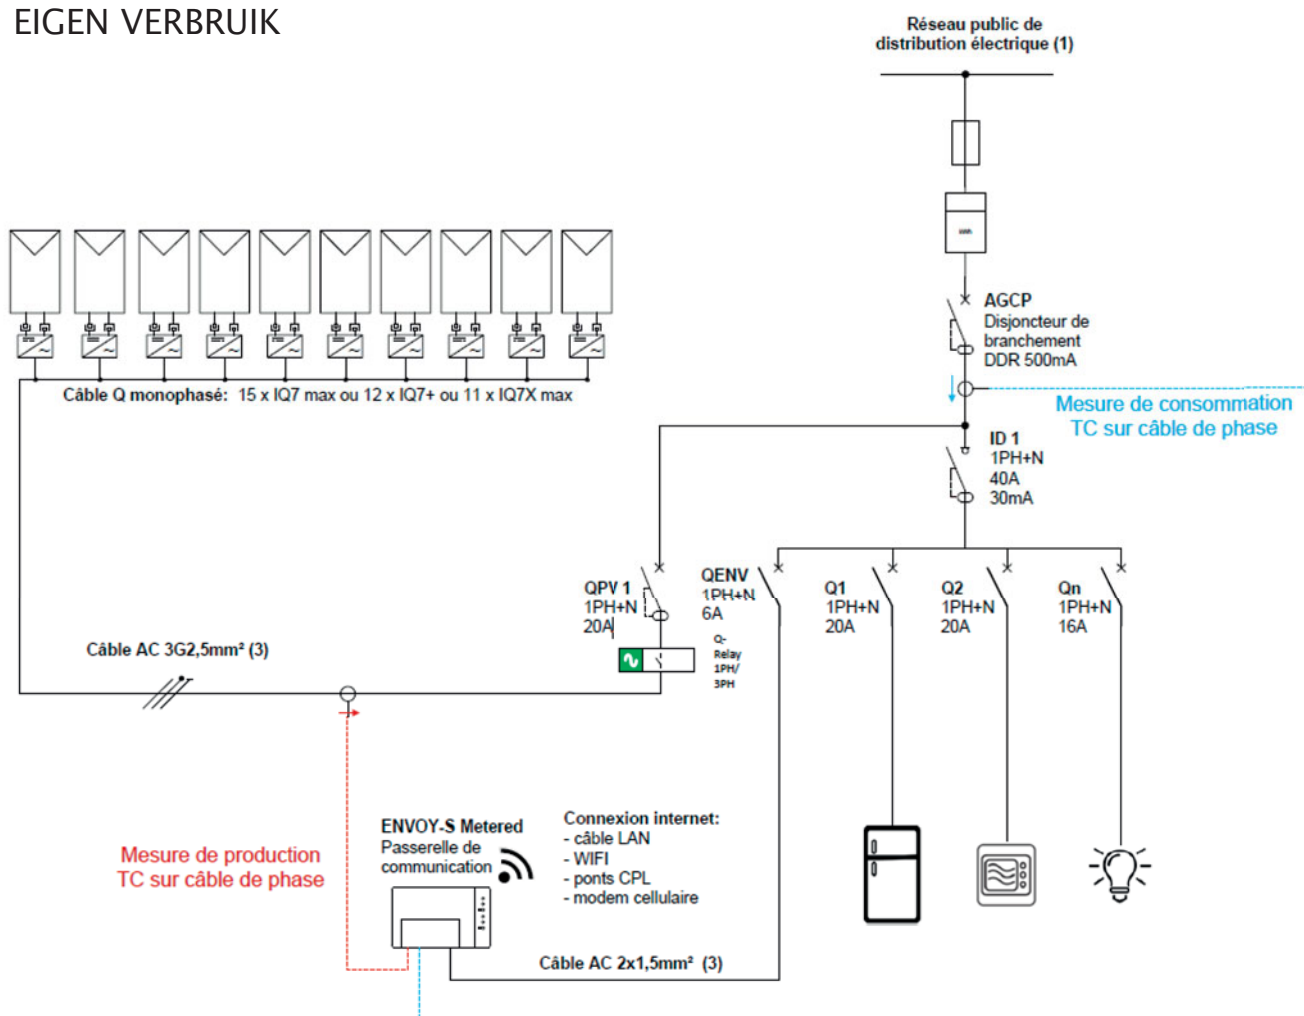 EIGEN VERBRUIK
Réseau public de
distribution électrique (1)
kWh
AGCP
Disjoncteur de
branchement
DDR 500mA
Câble Q monophasé: 15 x IQ7 max ou 12 x IQ7+ ou 11 x IQ7X max
Mesure de consommation
TC sur câble de phase
ID 1
1PH+N
40A
30mA
QPV 1
1PH+N
20A
QENV
1PH+N
6A
Q-
Relay
1PH/
3PH
Q1
1PH+N
20A
Q2
1PH+N
20A
Qn
1PH+N
16A
Câble AC 3G2,5mm² (3)
Mesure de production
TC sur câble de phase
ENVOY-S Metered
Passerelle de
communication
Connexion internet:
- câble LAN
- WIFI
- ponts CPL
- modem cellulaire
Câble AC 2x1,5mm² (3)